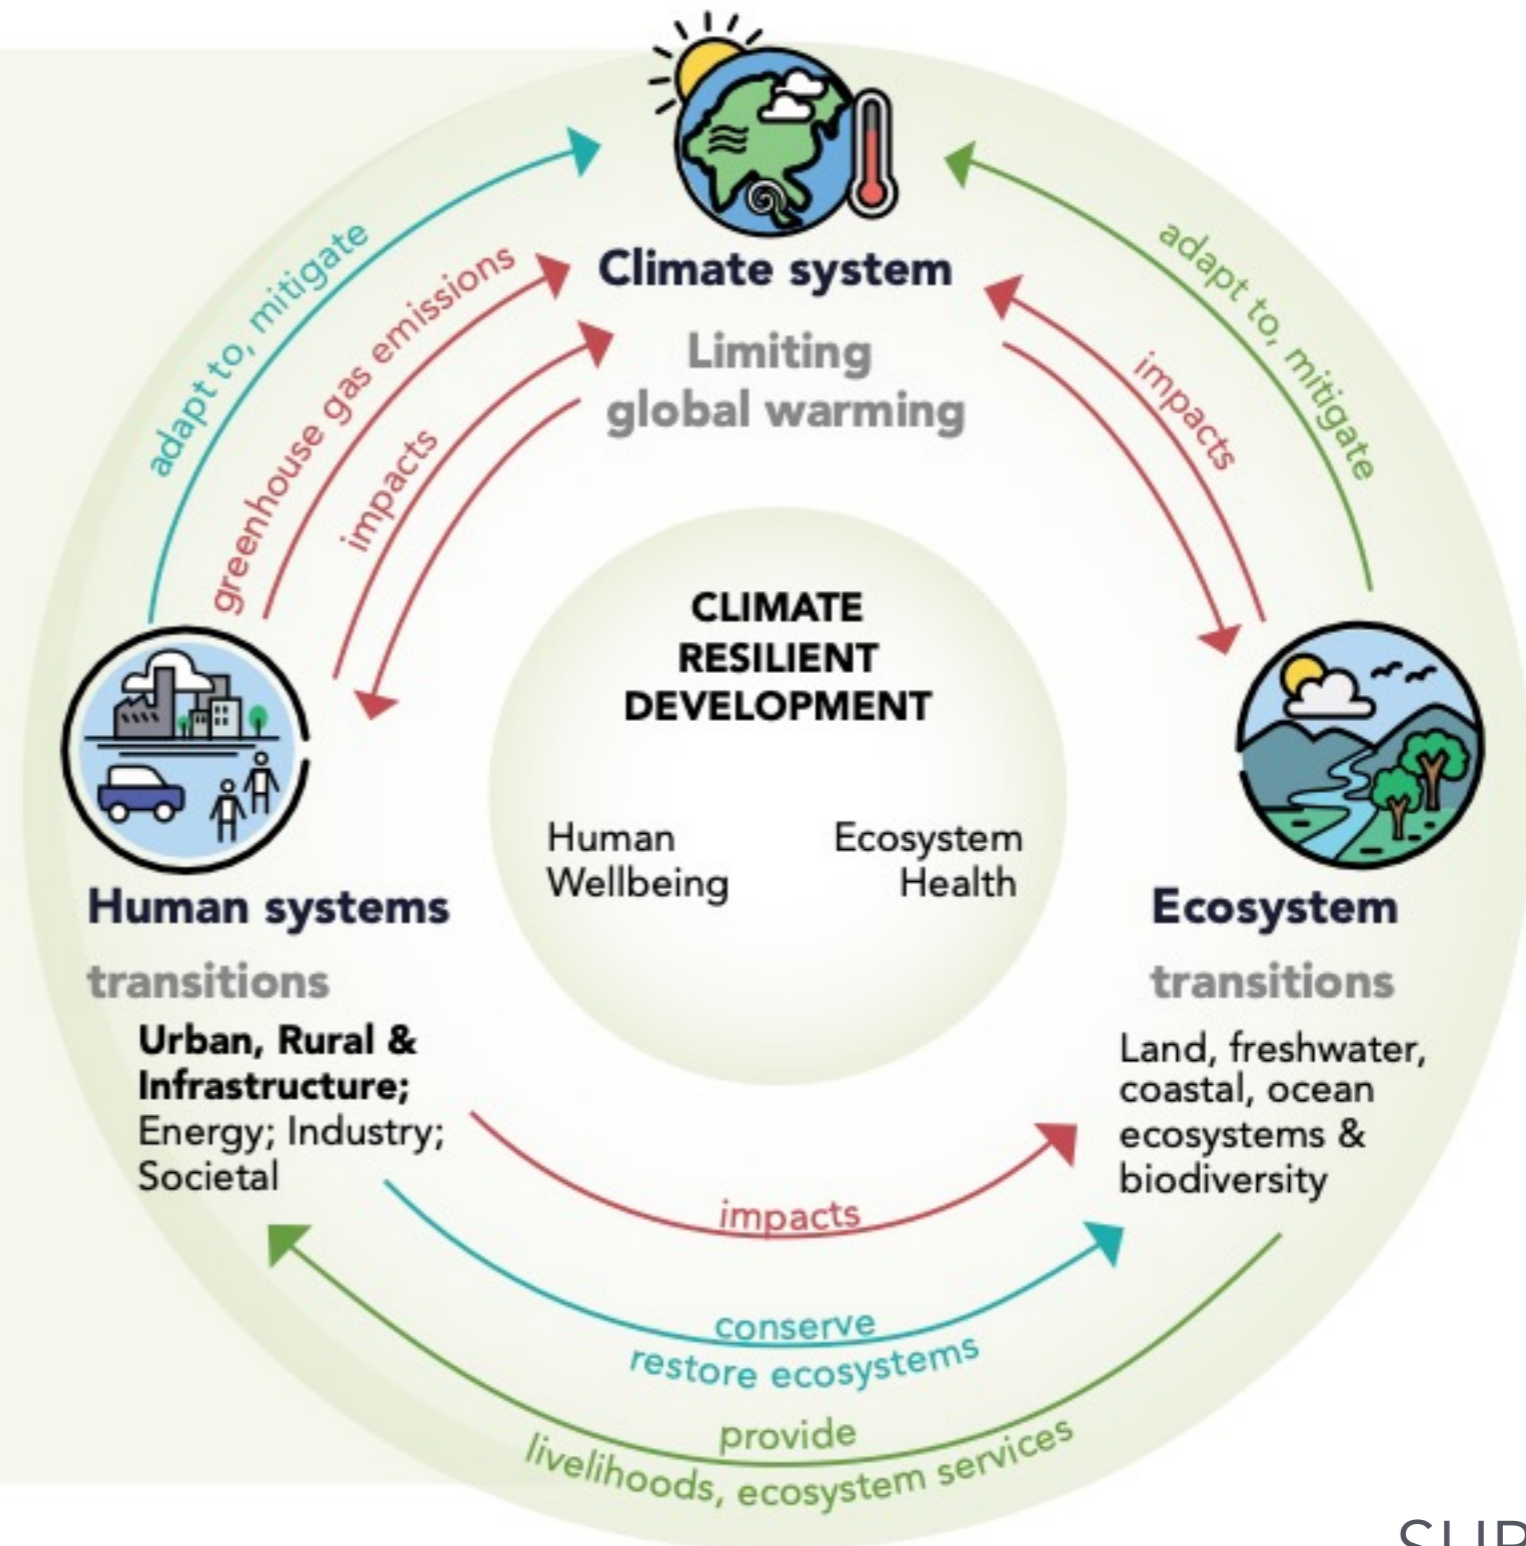 Climate system
Limiting
global warming
adapt to, mitigate
greenhouse gas emissions
impacts
impacts
adapt to, mitigate
CLIMATE
RESILIENT
DEVELOPMENT
Human
Wellbeing
Ecosystem
Health
Human systems
transitions
Urban, Rural &
Infrastructure;
Energy; Industry;
Societal
Ecosystem
transitions
Land, freshwater,
coastal, ocean
ecosystems &
biodiversity
impacts
conserve
restore ecosystems
provide
livelihoods, ecosystem services